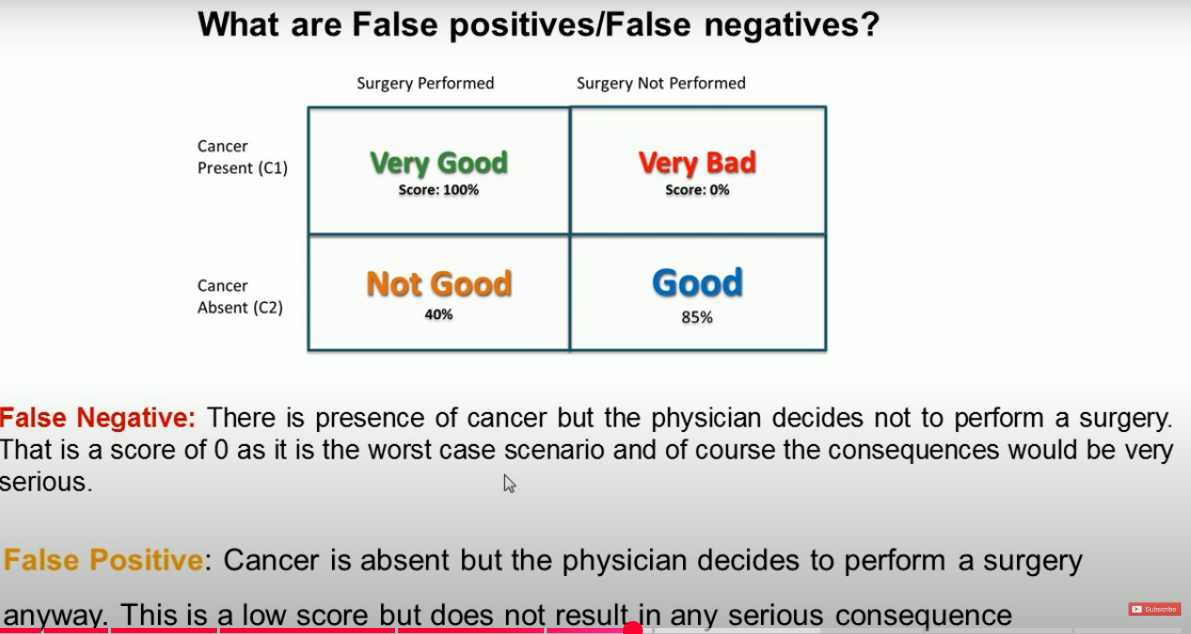 What are False positives/False negatives?
Surgery Performed
Surgery Not Performed
Cancer
Present (C1)
Very Good
Score: 100%
Very Bad
Score: 0%
Cancer
Absent (C2)
Not Good
40%
Good
85%
False Negative: There is presence of cancer but the physician decides not to perform a surgery.
That is a score of 0 as it is the worst case scenario and of course the consequences would be very
serious.
False Positive: Cancer is absent but the physician decides to perform a surgery
anyway. This is a low score but does not result in any serious consequence
Subscribe